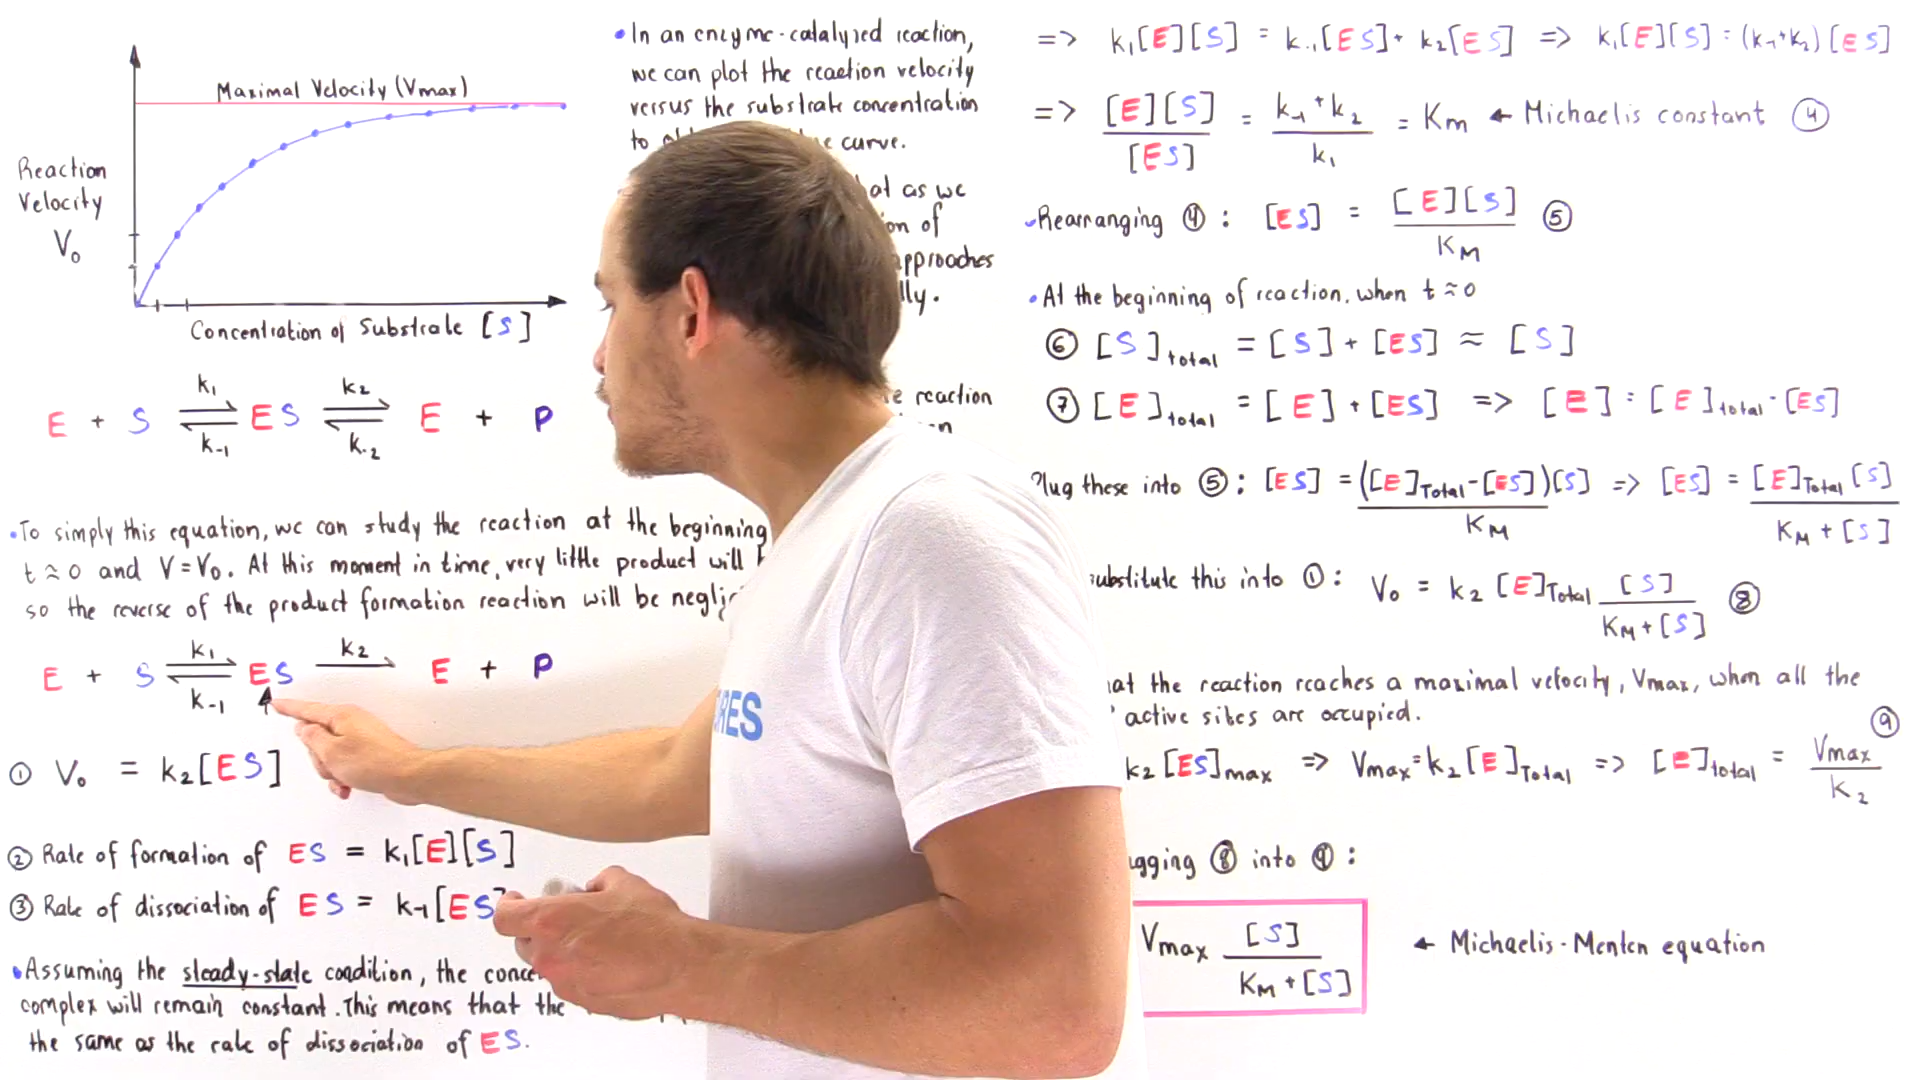 Maximal Velocity (Vmax)
Reaction
Velocity
V₀
Concentration of Substrate [S]
E + S ⇌ ES ⇌ E + P
k₁ k₋₁ k₂ k₋₂
•To simply this equation, we can study the reaction at the beginning
t≈0 and V=V₀. At this moment in time, very little product will
so the reverse of the product formation reaction will be
E + S ⇌ ES → E + P
k₁ k₋₁ k₂
① V₀ = k₂[ES]
② Rate of formation of ES = k₁[E][S]
③ Rate of dissociation of ES = k₋₁[ES]
•Assuming the steady-state condition, the
complex will remain constant. This means that the
the same as the rate of dissociation of ES.
•In an enzyme-catalyzed reaction,
we can plot the reaction velocity
versus the substrate concentration
to curve.
as we
of
approaches
reaction
=> k₁[E][S] = k₋₁[ES] + k₂[ES] => k₁[E][S] = (k₋₁+k₂)[ES]
=> [E][S]/[ES] = (k₋₁+k₂)/k₁ = Km ← Michaelis constant ④
•Rearranging ④: [ES] = [E][S]/KM ⑤
•At the beginning of reaction, when t≈0
⑥ [S]total = [S] + [ES] ≈ [S]
⑦ [E]total = [E] + [ES] => [E] = [E]total - [ES]
Plug these into ⑤: [ES] = ([E]Total-[ES])[S]/KM => [ES] = [E]Total[S]/(KM+[S])
this into ①: V₀ = k₂[E]Total [S]/(KM+[S]) ⑧
the reaction reaches a maximal velocity, Vmax, when all the
active sites are occupied.
k₂[ES]max => Vmax=k₂[E]Total => [E]total = Vmax/k₂ ⑨
⑧ into ⑨:
Vmax [S]/(KM+[S]) ← Michaelis-Menten equation
RES